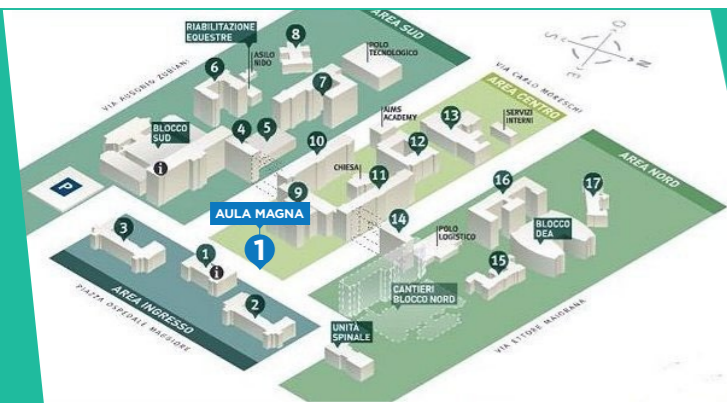 AREA SUD
RIABILITAZIONE
EQUESTRE
8
ASILO
NIDO
POLO
TECNOLOGICO
6
7
VIA AUSONIO ZUBIANI
S
O
E
N
VIA CARLO MORESCHI
AREA CENTRO
BLOCCO
SUD
i
4
5
10
AIMS
ACADEMY
12
13
SERVIZI
INTERNI
CHIESA
11
9
AREA NORD
P
AULA MAGNA
1
3
1
i
2
14
POLO
LOGISTICO
16
17
BLOCCO
DEA
15
CANTIERI
BLOCCO NORD
UNITÀ
SPINALE
AREA INGRESSO
PIAZZA OSPEDALE MAGGIORE
VIA ETTORE MAIORANA